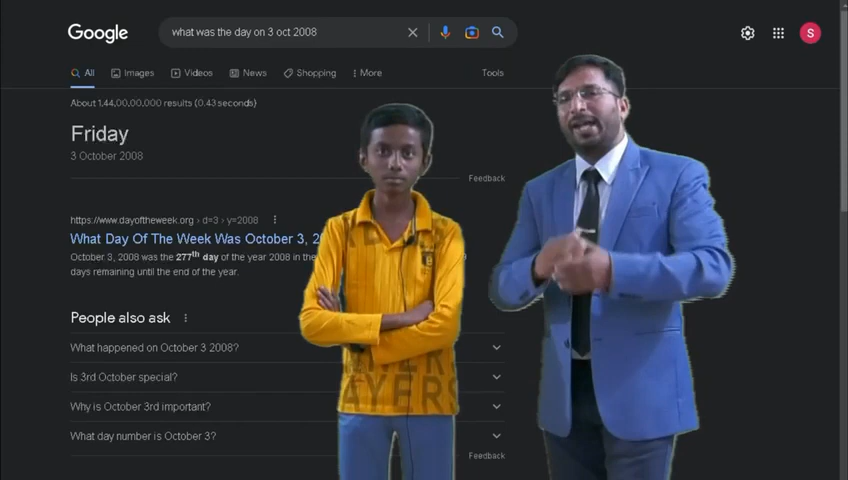 Google
what was the day on 3 oct 2008
S
All
Images
Videos
News
Shopping
More
Tools
About 1,44,00,00,000 results (0.43 seconds)
Friday
3 October 2008
Feedback
https://www.dayoftheweek.org › d=3 › y=2008
What Day Of The Week Was October 3, 2
October 3, 2008 was the 277th day of the year 2008 in the
9
days remaining until the end of the year.
People also ask
What happened on October 3 2008?
Is 3rd October special?
Why is October 3rd important?
What day number is October 3?
Feedback
AYERS